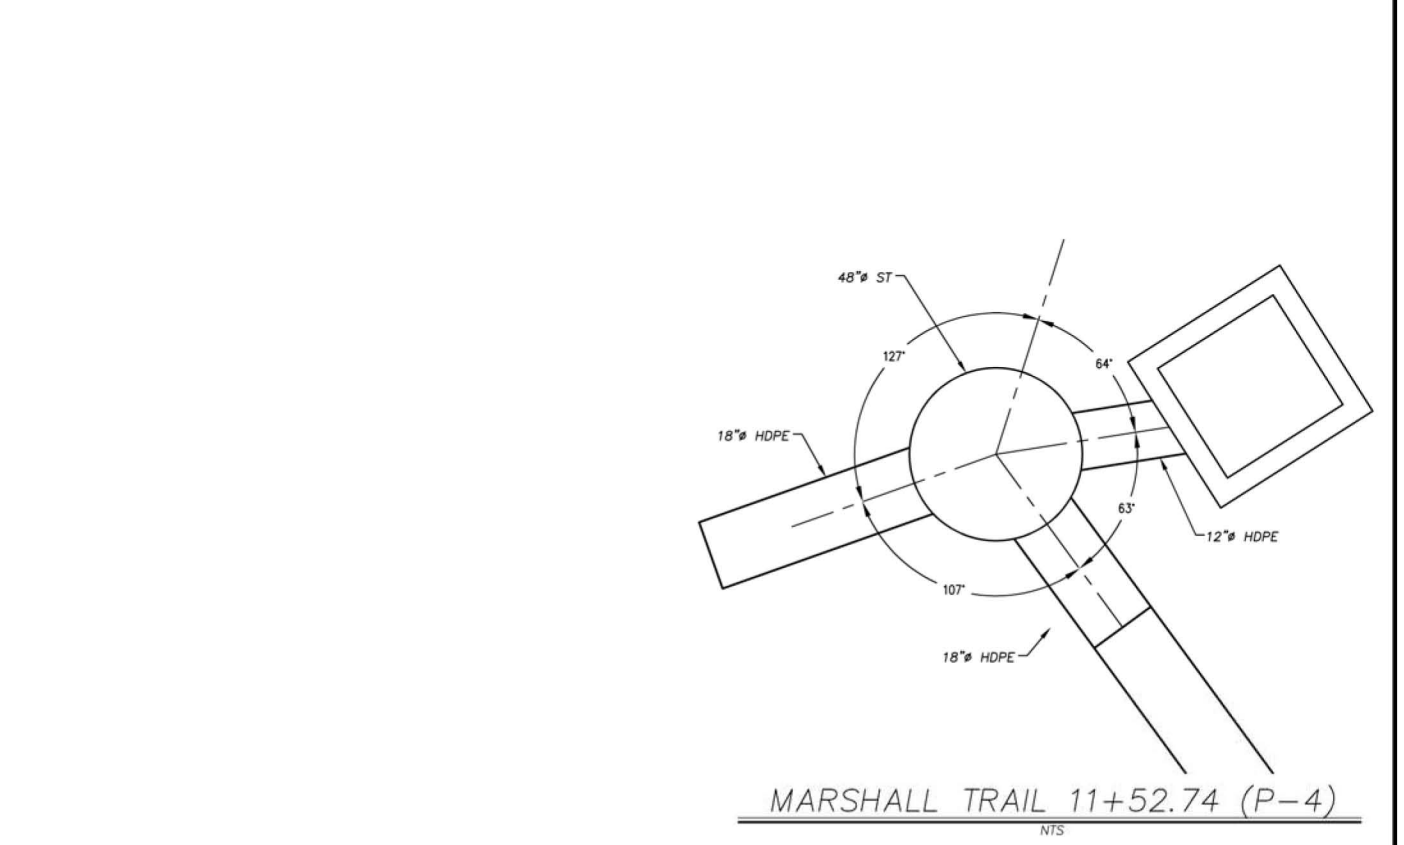 48"ø ST
127°
64°
18"ø HDPE
63°
12"ø HDPE
107°
18"ø HDPE
MARSHALL TRAIL 11+52.74 (P-4)
NTS